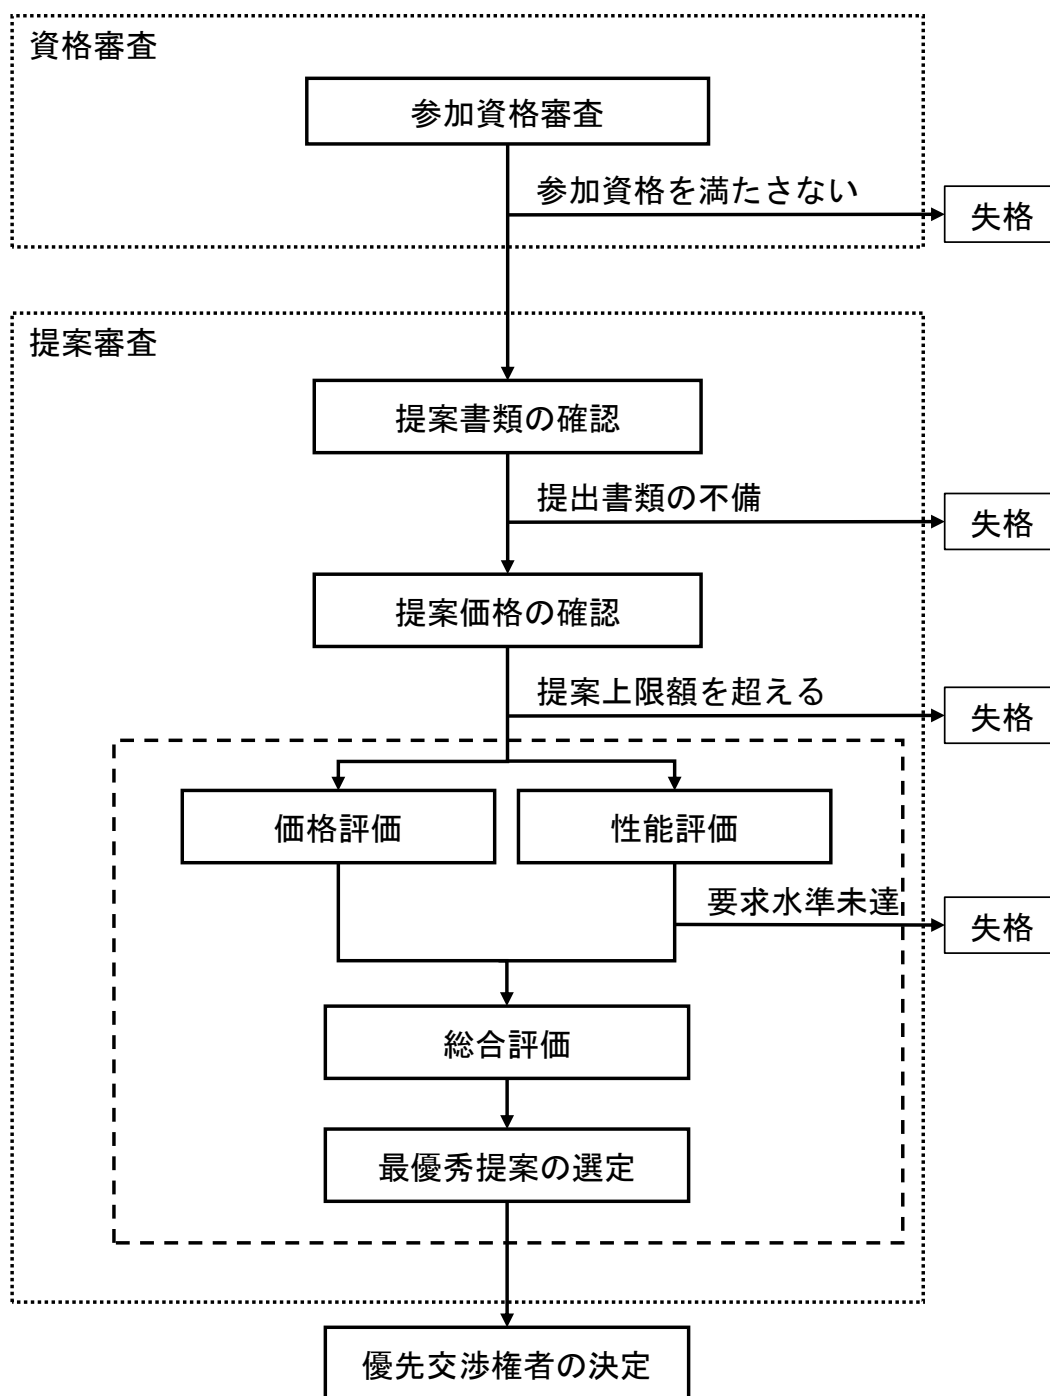 資格審査
参加資格審査
参加資格を満たさない
失格
提案審査
提案書類の確認
提出書類の不備
失格
提案価格の確認
提案上限額を超える
失格
価格評価
性能評価
要求水準未達
失格
総合評価
最優秀提案の選定
優先交渉権者の決定